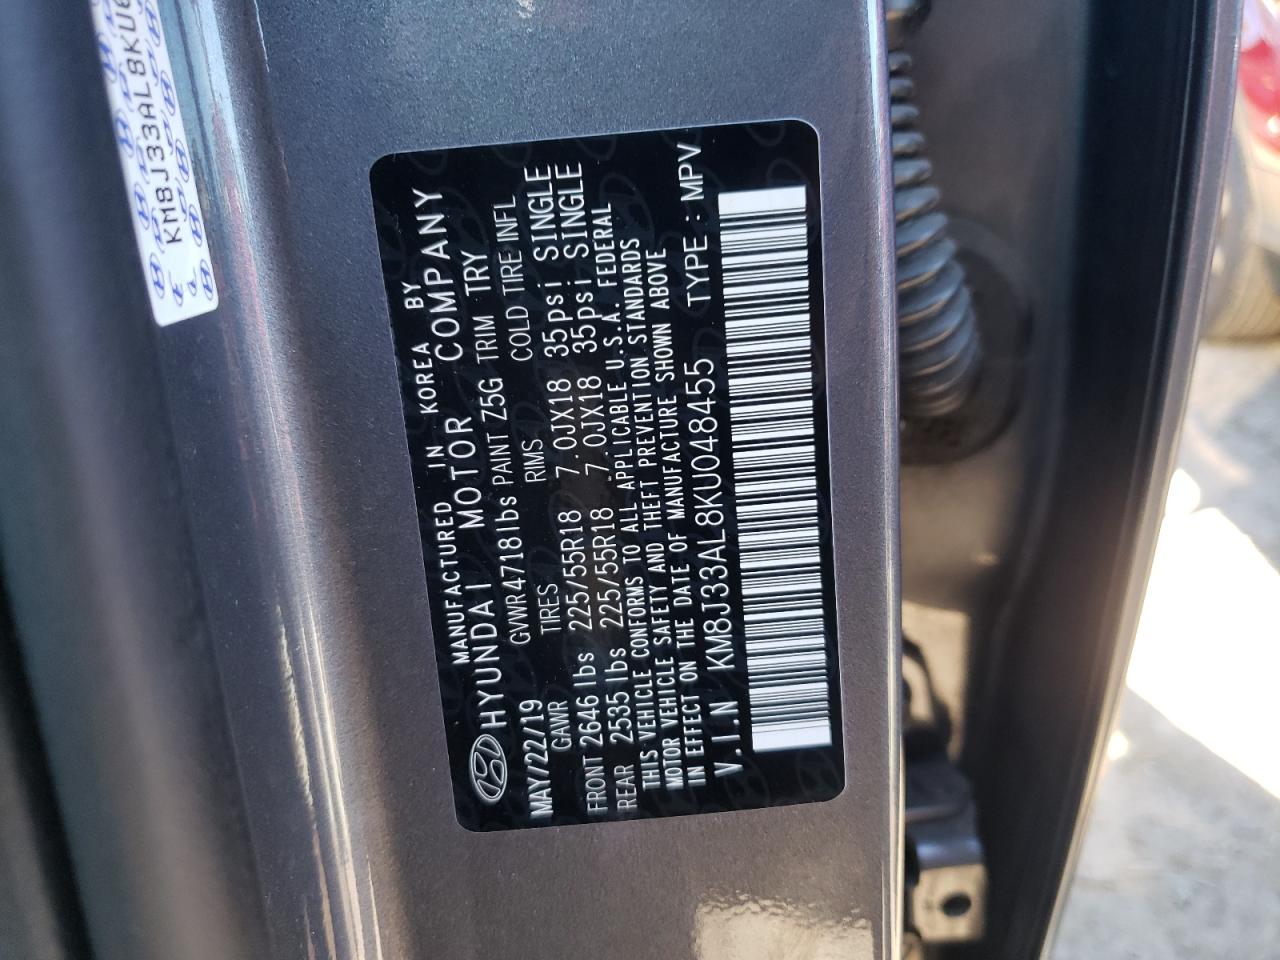 MANUFACTURED IN KOREA BY
HYUNDAI MOTOR COMPANY
MAY/22/19 GVWR4718lbs PAINT Z5G TRIM TRY
GAWR TIRES RIMS COLD TIRE INFL
FRONT 2646 lbs 225/55R18 7.0JX18 35psi. SINGLE
REAR 2535 lbs 225/55R18 7.0JX18 35psi. SINGLE
THIS VEHICLE CONFORMS TO ALL APPLICABLE U.S.A. FEDERAL
MOTOR VEHICLE SAFETY AND THEFT PREVENTION STANDARDS
IN EFFECT ON THE DATE OF MANUFACTURE SHOWN ABOVE
V.I.N KM8J33AL8KU048455 TYPE : MPV